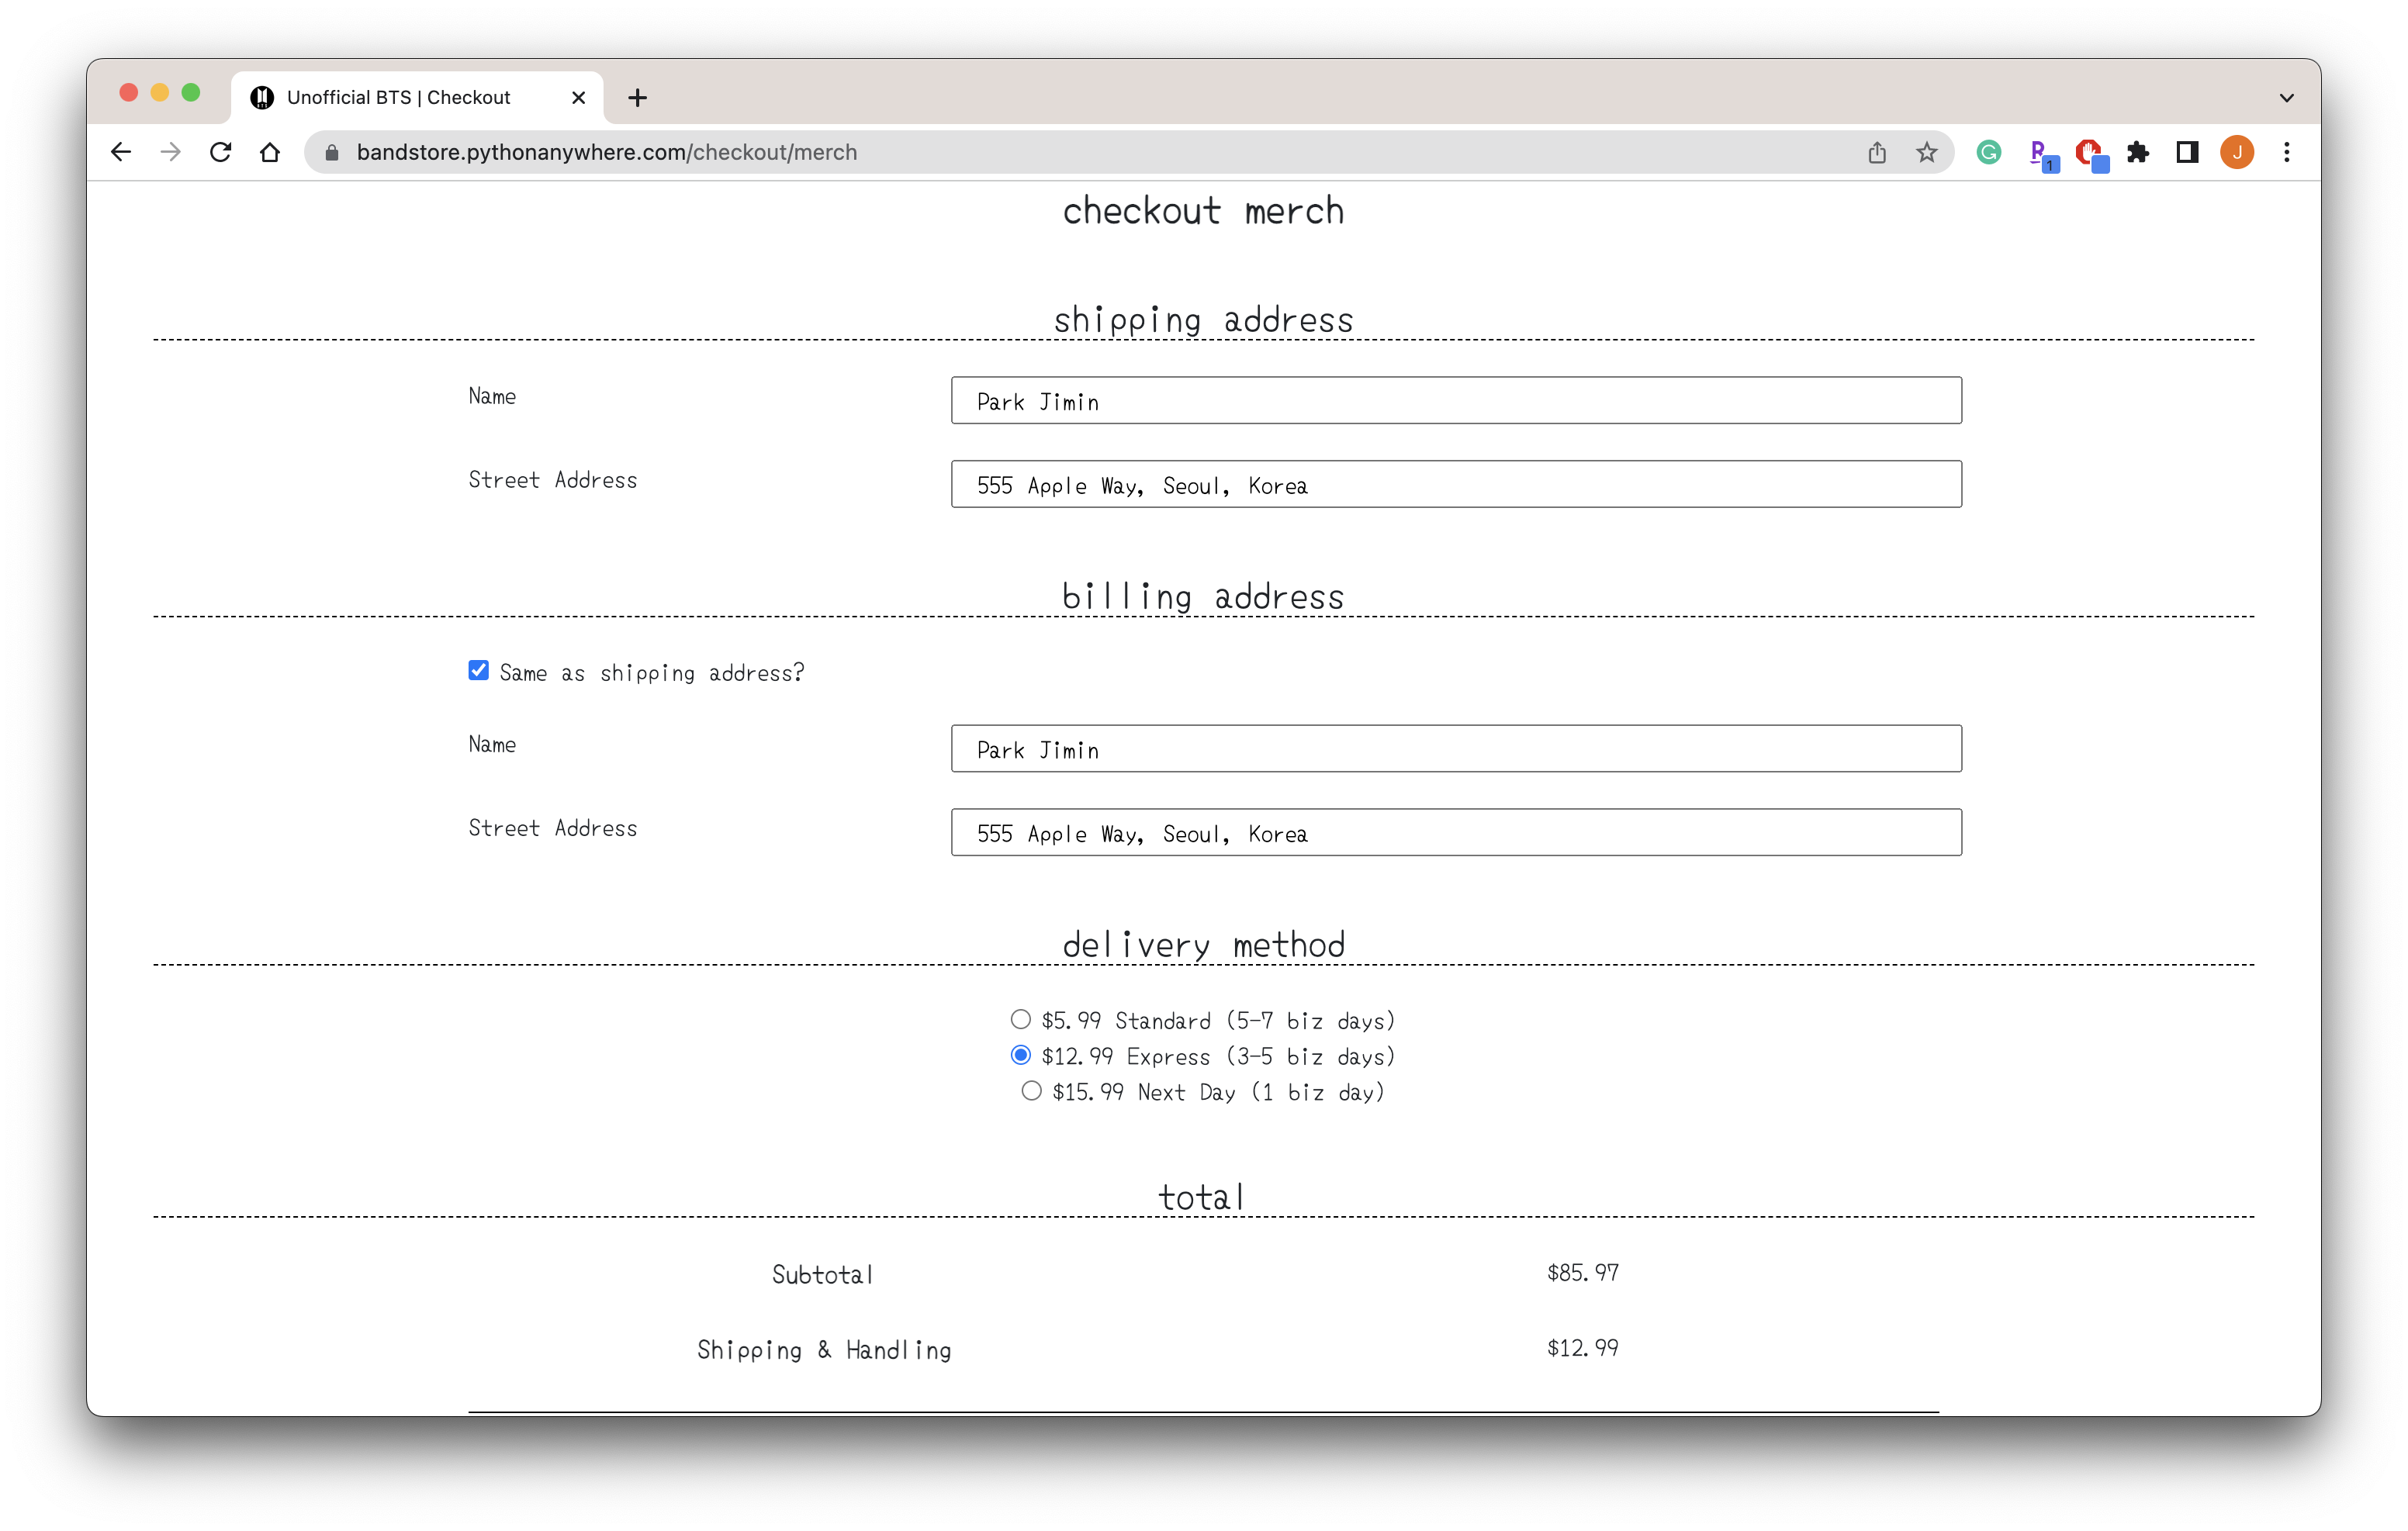 Unofficial BTS | Checkout
bandstore.pythonanywhere.com/checkout/merch
1
J
checkout merch
shipping address
Name
Park Jimin
Street Address
555 Apple Way, Seoul, Korea
billing address
Same as shipping address?
Name
Park Jimin
Street Address
555 Apple Way, Seoul, Korea
delivery method
$5.99 Standard (5-7 biz days)
$12.99 Express (3-5 biz days)
$15.99 Next Day (1 biz day)
total
Subtotal $85.97
Shipping & Handling $12.99